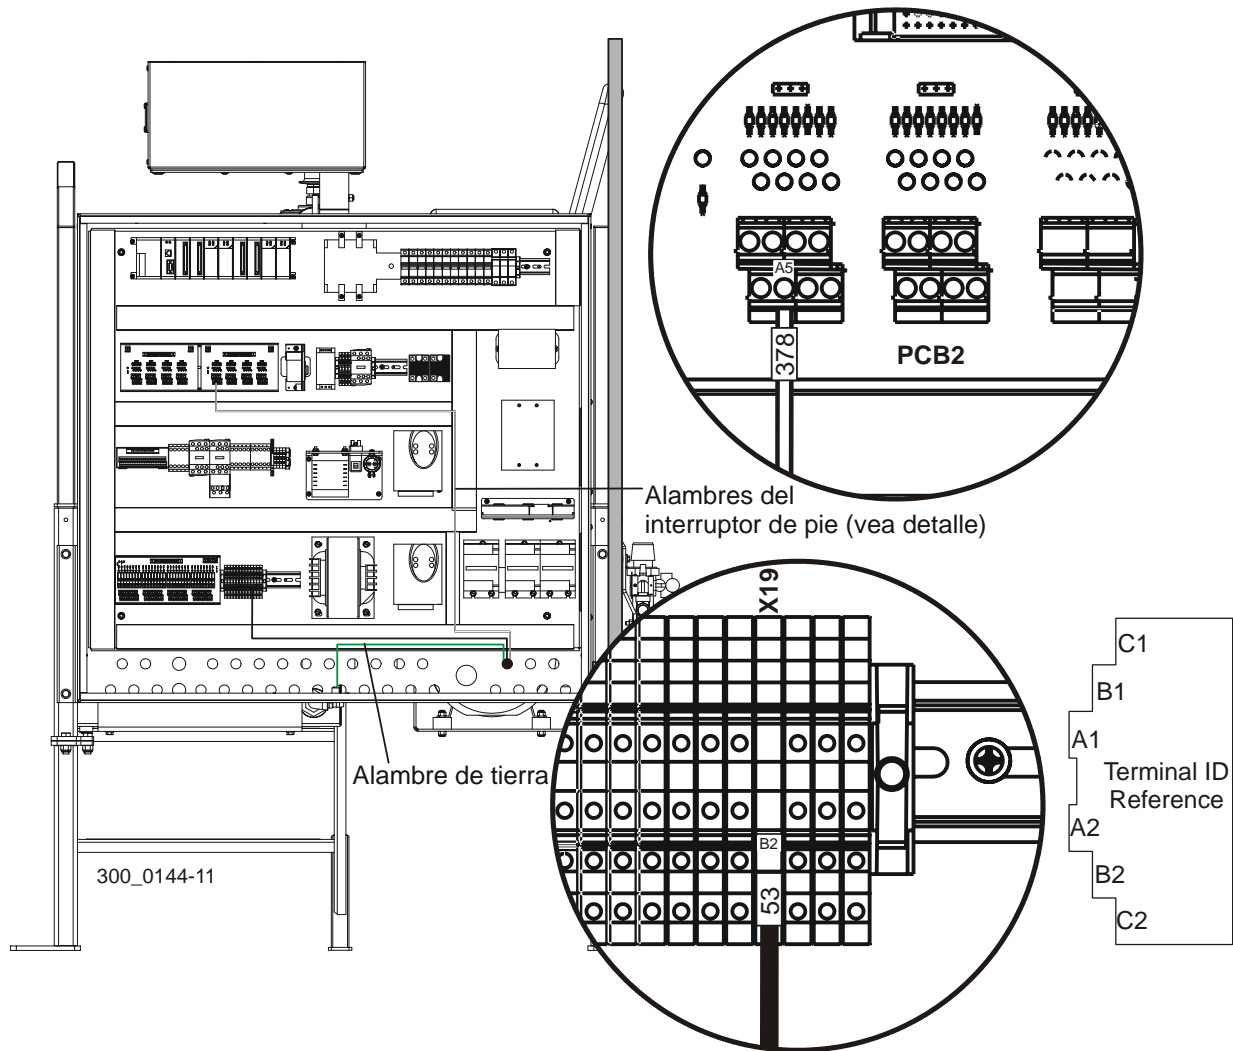 A5
378
PCB2
Alambres del
interruptor de pie (vea detalle)
X19
C1
B1
A1
Terminal ID
Reference
A2
B2
C2
Alambre de tierra
B2
53
300_0144-11